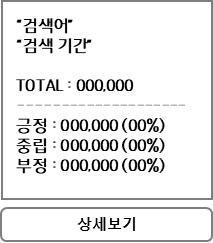 “검색어”
“검색 기간”
TOTAL : 000,000
--------------------
긍정 : 000,000 (00%)
중립 : 000,000 (00%)
부정 : 000,000 (00%)
상세보기